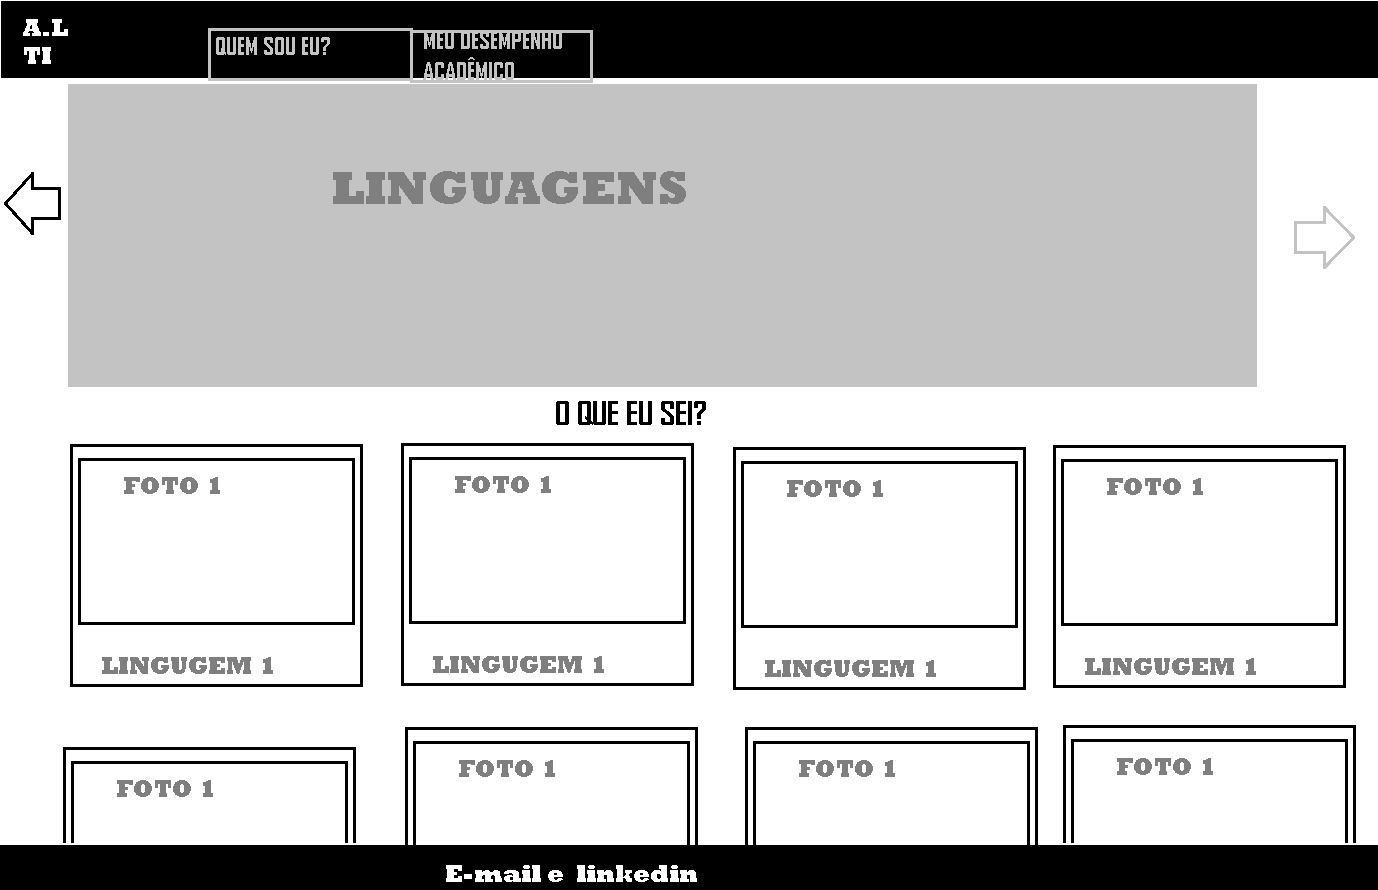 A.L
TI
QUEM SOU EU?
MEU DESEMPENHO
ACADÊMICO
LINGUAGENS
O QUE EU SEI?
FOTO 1
FOTO 1
FOTO 1
FOTO 1
LINGUGEM 1
LINGUGEM 1
LINGUGEM 1
LINGUGEM 1
FOTO 1
FOTO 1
FOTO 1
FOTO 1
E-mail e linkedin